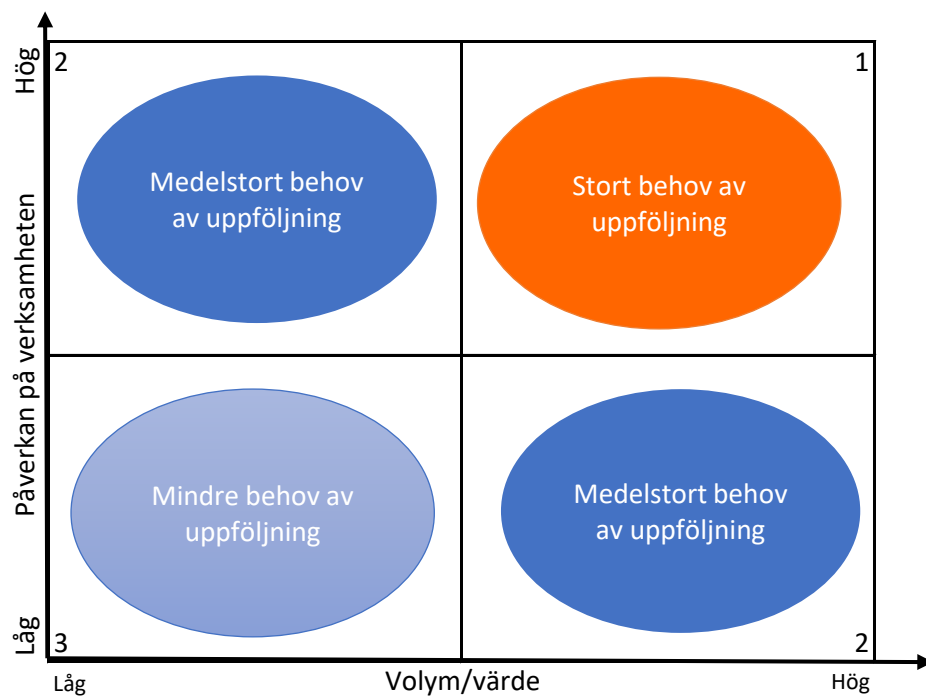 Hög
Påverkan på verksamheten
Låg
2
1
Medelstort behov
av uppföljning
Stort behov av
uppföljning
Mindre behov av
uppföljning
Medelstort behov
av uppföljning
3
2
Låg
Volym/värde
Hög